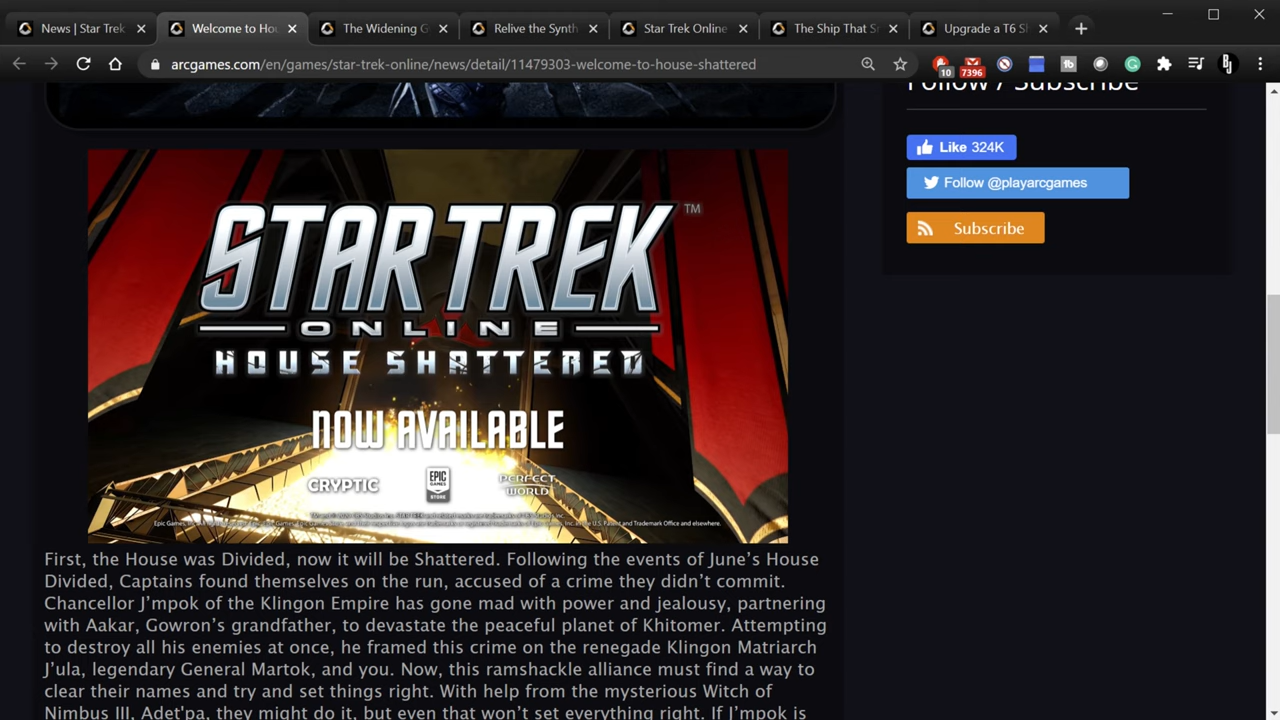 News | Star Trek
Welcome to Hou
The Widening G
Relive the Synth
Star Trek Online
The Ship That S
Upgrade a T6 Sh
arcgames.com/en/games/star-trek-online/news/detail/11479303-welcome-to-house-shattered
10
7396
Follow / Subscribe
Like 324K
Follow @playarcgames
Subscribe
STAR TREK ™
ONLINE
HOUSE SHATTERED
NOW AVAILABLE
CRYPTIC
EPIC
GAMES
STORE
PERFECT
WORLD
First, the House was Divided, now it will be Shattered. Following the events of June’s House
Divided, Captains found themselves on the run, accused of a crime they didn’t commit.
Chancellor J’mpok of the Klingon Empire has gone mad with power and jealousy, partnering
with Aakar, Gowron’s grandfather, to devastate the peaceful planet of Khitomer. Attempting
to destroy all his enemies at once, he framed this crime on the renegade Klingon Matriarch
J’ula, legendary General Martok, and you. Now, this ramshackle alliance must find a way to
clear their names and try and set things right. With help from the mysterious Witch of
Nimbus III, Adet'pa, they might do it, but even that won’t set everything right. If J’mpok is